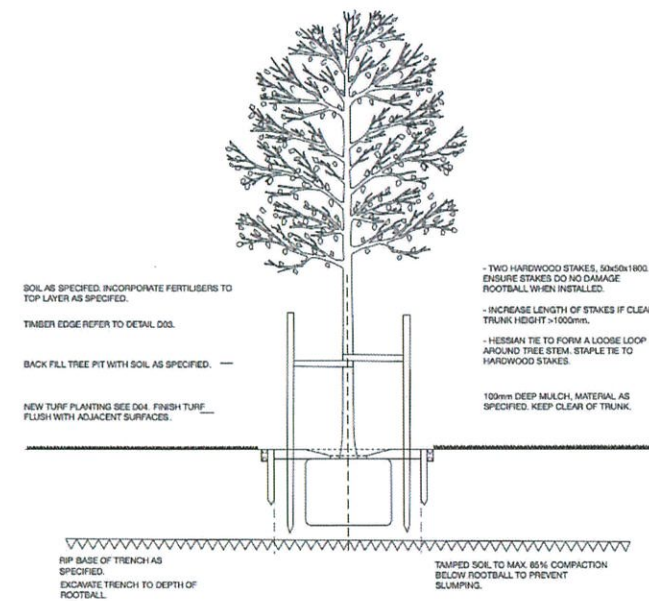 SOIL AS SPECIFED. INCORPORATE FERTILISERS TO
TOP LAYER AS SPECIFED.
TIMBER EDGE REFER TO DETAIL D03.
BACK FILL TREE PIT WITH SOIL AS SPECIFIED.
NEW TURF PLANTING SEE D04. FINISH TURF
FLUSH WITH ADJACENT SURFACES.
- TWO HARDWOOD STAKES, 50x50x1800.
ENSURE STAKES DO NO DAMAGE
ROOTBALL WHEN INSTALLED.
- INCREASE LENGTH OF STAKES IF CLEAR
TRUNK HEIGHT >1000mm.
- HESSIAN TIE TO FORM A LOOSE LOOP
AROUND TREE STEM. STAPLE TIE TO
HARDWOOD STAKES.
100mm DEEP MULCH, MATERIAL AS
SPECIFIED. KEEP CLEAR OF TRUNK.
RIP BASE OF TRENCH AS
SPECIFIED.
EXCAVATE TRENCH TO DEPTH OF
ROOTBALL
TAMPED SOIL TO MAX. 85% COMPACTION
BELOW ROOTBALL TO PREVENT
SLUMPING.